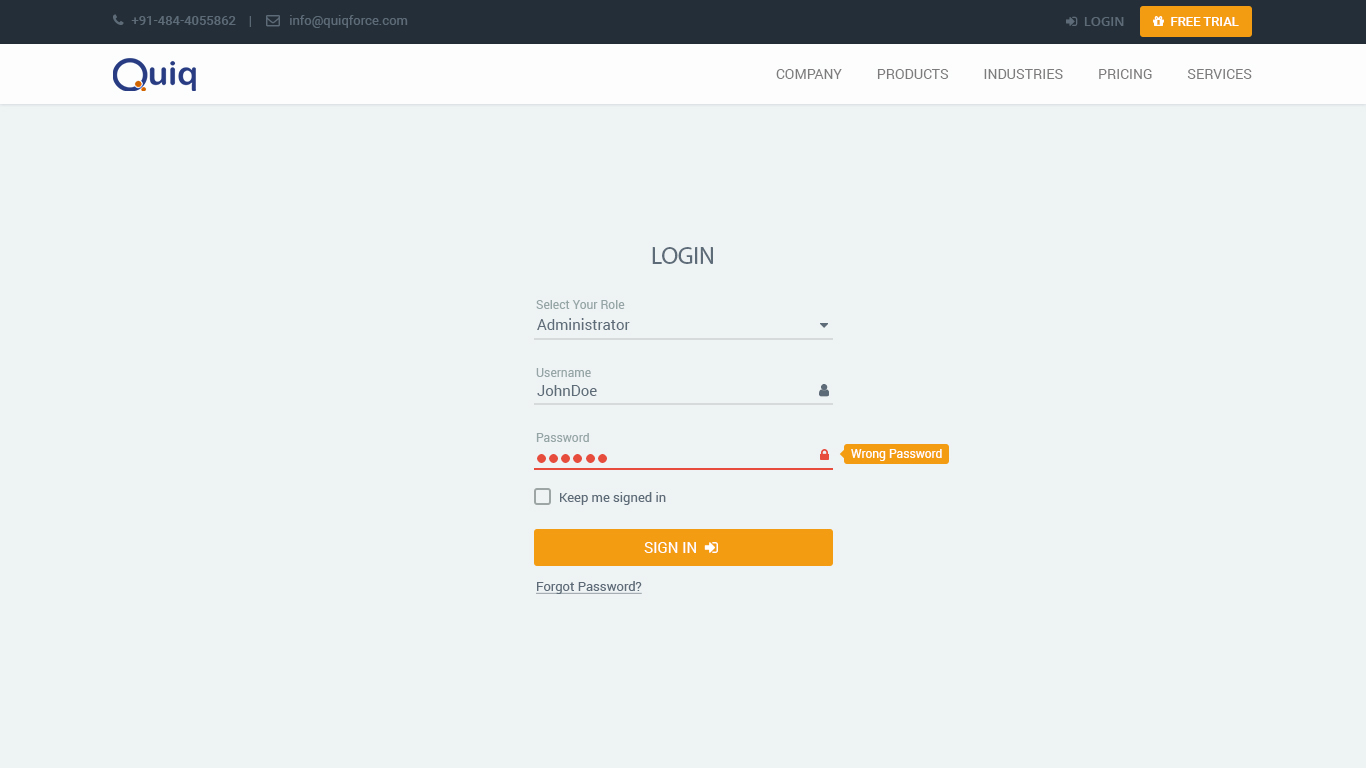 +91-484-4055862 | info@quiqforce.com LOGIN FREE TRIAL
Quiq COMPANY PRODUCTS INDUSTRIES PRICING SERVICES
LOGIN
Select Your Role
Administrator
Username
JohnDoe
Password
Wrong Password
Keep me signed in
SIGN IN
Forgot Password?